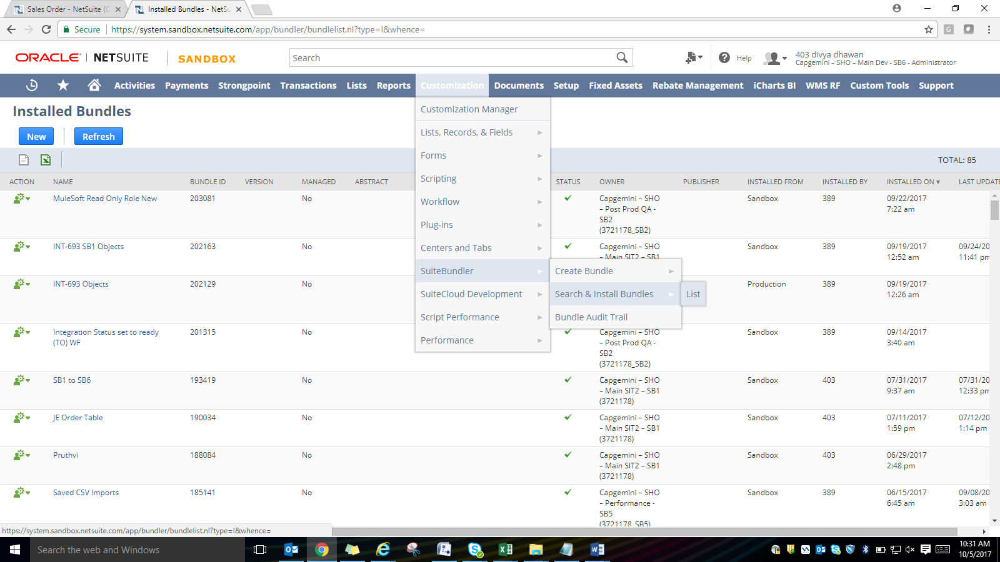 Sales Order - NetSuite (C
Installed Bundles - NetSu
Secure
https://system.sandbox.netsuite.com/app/bundler/bundlelist.nl?type=I&whence=
ORACLE | NETSUITE
SANDBOX
Search
Help
403 divya dhawan
Capgemini – SHO – Main Dev - SB6 - Administrator
Activities Payments Strongpoint Transactions Lists Reports Customization Documents Setup Fixed Assets Rebate Management iCharts BI WMS RF Custom Tools Support
Installed Bundles
New
Refresh
TOTAL: 85
Customization Manager
Lists, Records, & Fields
Forms
Scripting
Workflow
Plug-ins
Centers and Tabs
SuiteBundler
SuiteCloud Development
Script Performance
Performance
Create Bundle
Search & Install Bundles
Bundle Audit Trail
List
ACTION NAME BUNDLE ID VERSION MANAGED ABSTRACT STATUS OWNER PUBLISHER INSTALLED FROM INSTALLED BY INSTALLED ON LAST UPDATE
MuleSoft Read Only Role New 203081 No Capgemini – SHO Sandbox 389 09/22/2017
– Post Prod QA - 7:22 am
SB2
(3721178_SB2)
INT-693 SB1 Objects 202163 No Capgemini – SHO Sandbox 389 09/19/2017 09/24/20
– Main SIT2 – SB1 12:52 am 11:41 pm
INT-693 Objects 202129 No Production 389 09/19/2017
12:26 am
Integration Status set to ready 201315 No Capgemini – SHO Sandbox 389 09/14/2017
(TO) WF – Post Prod QA - 3:40 am
SB2
(3721178_SB2)
SB1 to SB6 193419 No Capgemini – SHO Sandbox 403 07/31/2017 07/31/20
– Main SIT2 – SB1 9:37 am 12:33 pm
(3721178)
JE Order Table 190034 No Capgemini – SHO Sandbox 403 07/11/2017 07/12/20
– Main SIT2 – SB1 1:59 pm 1:14 pm
(3721178)
Pruthvi 188084 No Capgemini – SHO Sandbox 403 06/29/2017
– Main SIT2 – SB1 2:48 pm
(3721178)
Saved CSV Imports 185141 No Capgemini – SHO Sandbox 389 06/15/2017 09/08/20
– Performance - 6:45 am 3:03 am
SB5
(3721178_SB5)
https://system.sandbox.netsuite.com/app/bundler/bundlelist.nl?type=I&whence=
Search the web and Windows
10:31 AM
10/5/2017